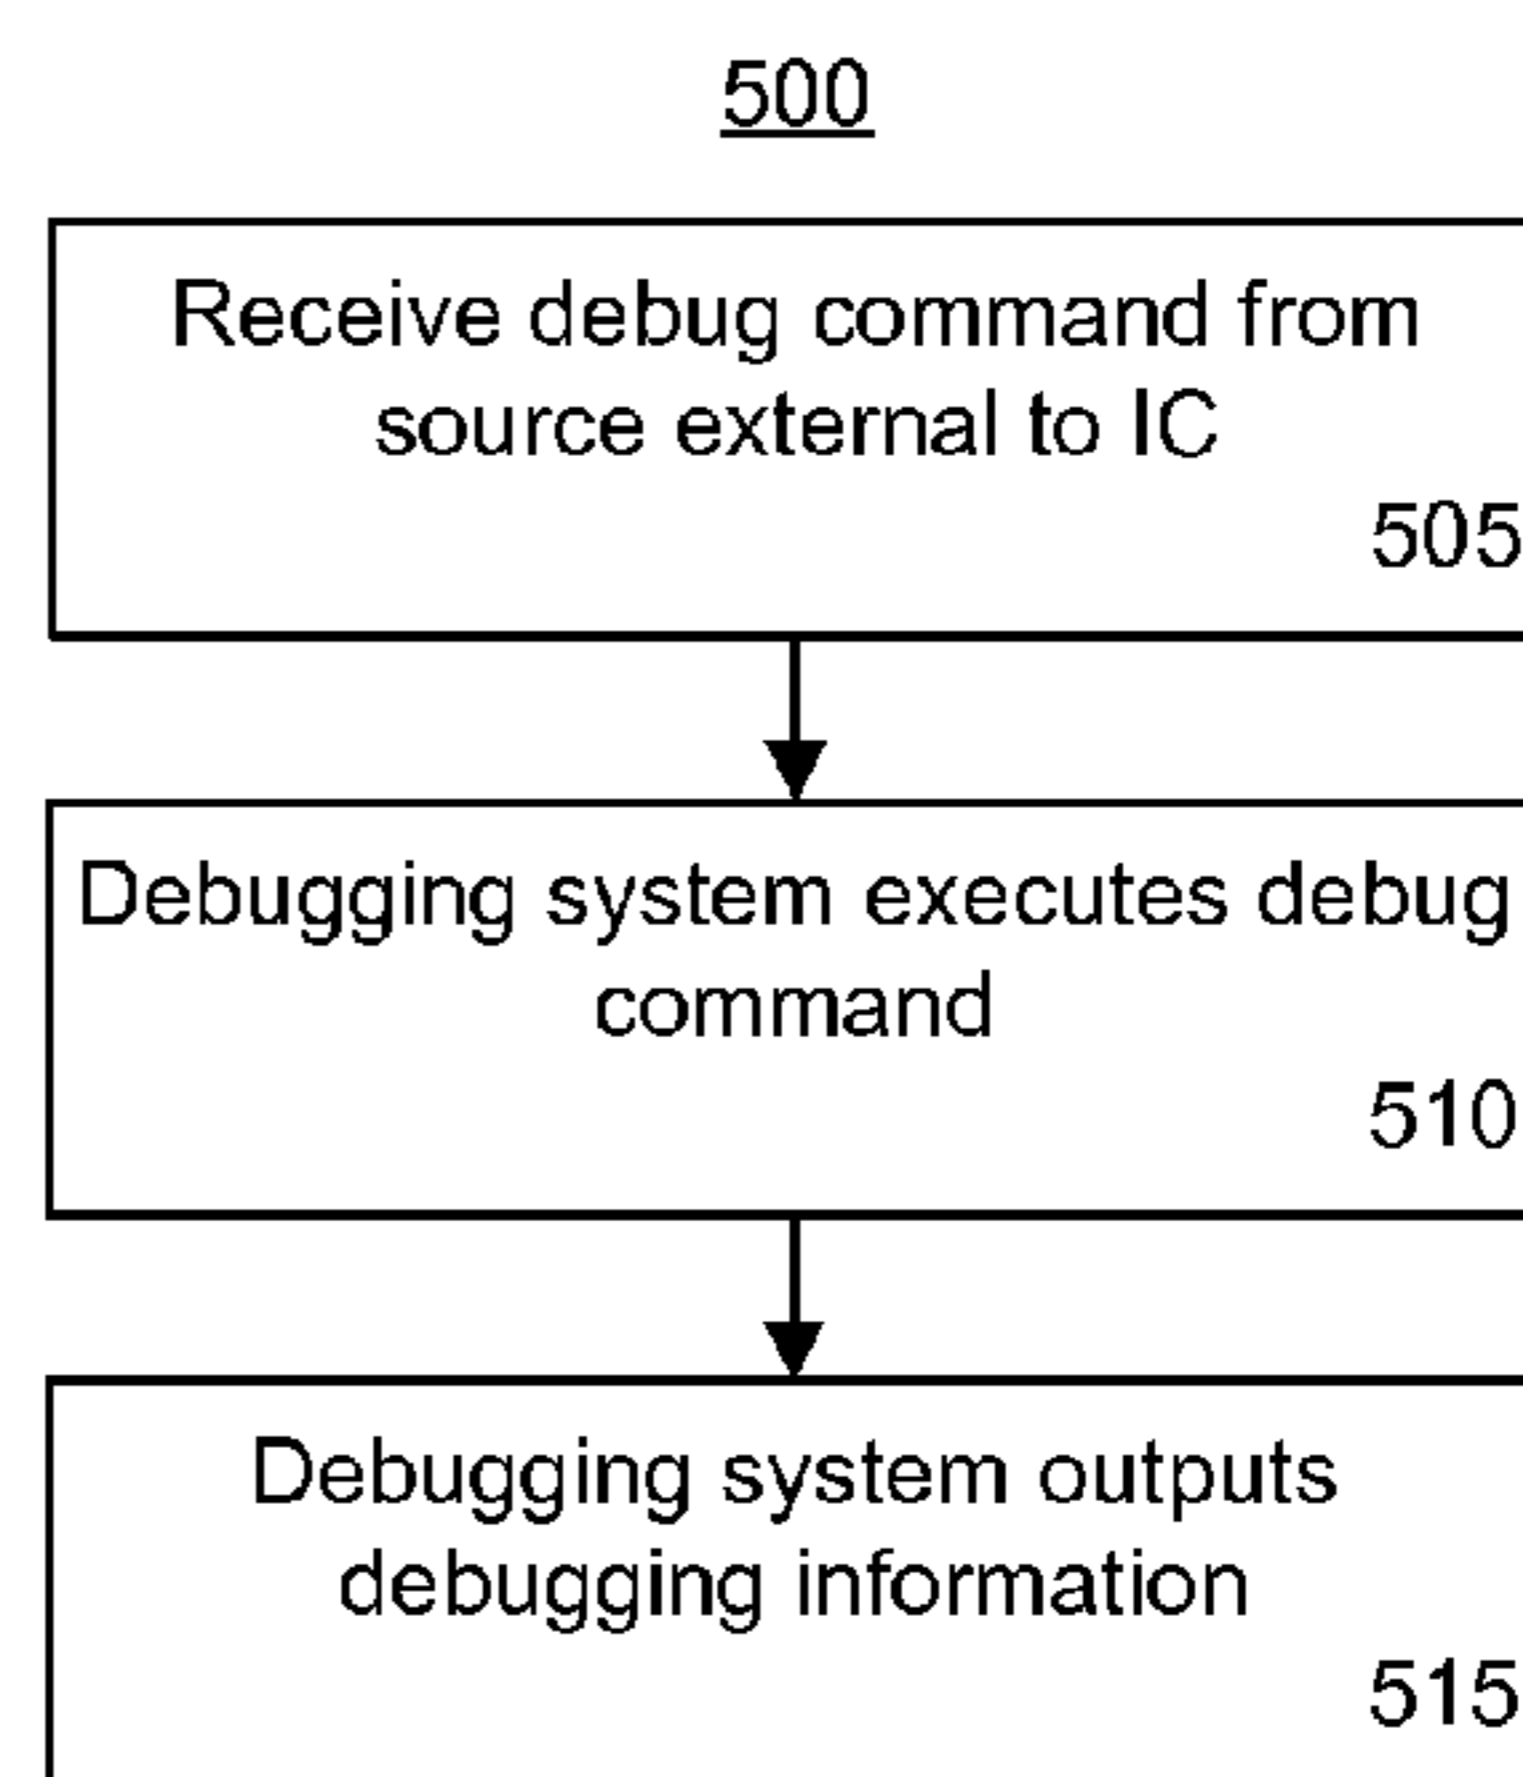 500
Receive debug command from
source external to IC
505
Debugging system executes debug
command
510
Debugging system outputs
debugging information
515